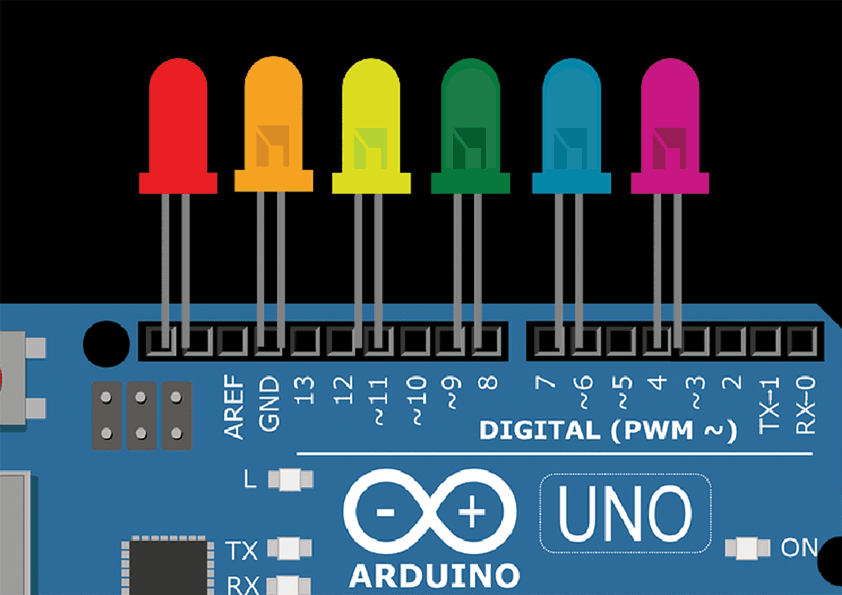 AREF
GND
13
12
~11
~10
~9
8
7
~6
~5
4
~3
2
TX→1
RX←0
DIGITAL (PWM ~)
L
- +
UNO
TX
ON
ARDUINO
RX